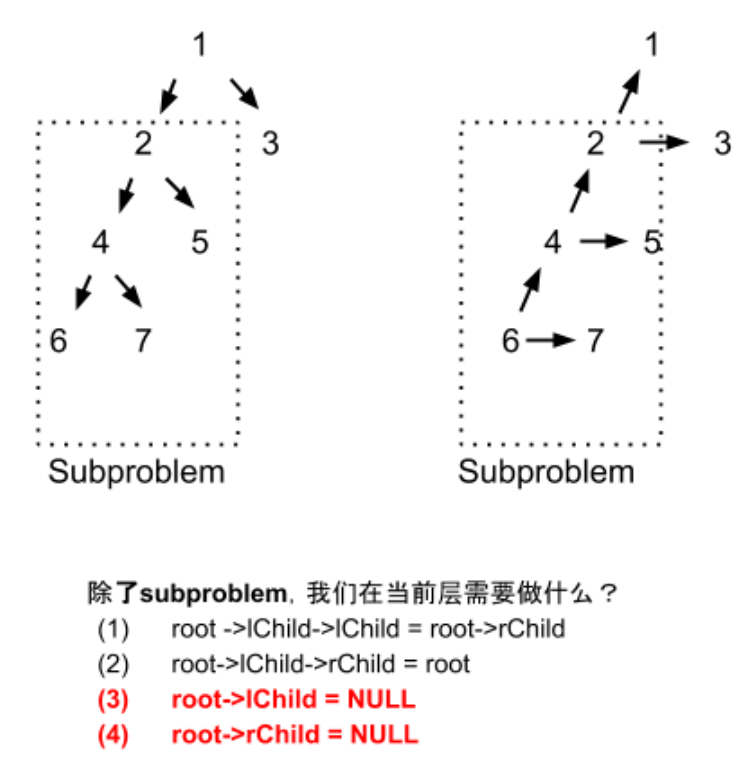 1 1
2 3 2 3
4 5 4 5
6 7 6 7
Subproblem Subproblem
除了subproblem, 我们在当前层需要做什么?
(1) root ->lChild->lChild = root->rChild
(2) root->lChild->rChild = root
(3) root->lChild = NULL
(4) root->rChild = NULL